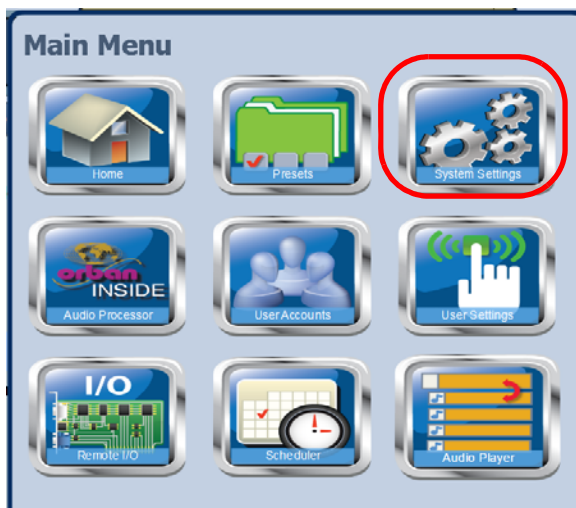 Main Menu
Home
Presets
System Settings
orban
INSIDE
Audio Processor
User Accounts
User Settings
I/O
Remote I/O
Scheduler
Audio Player